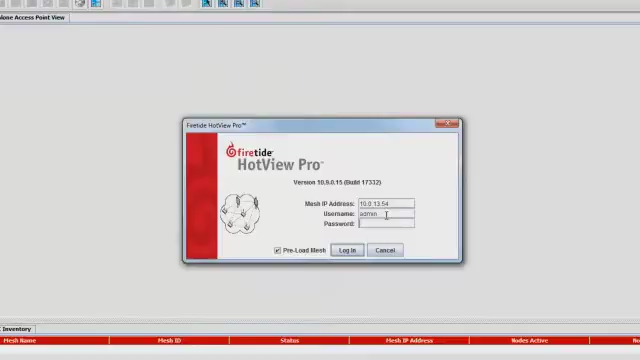 alone Access Point View
Firetide HotView Pro™
firetide
HotView Pro™
Version 10.9.0.15 (Build 17332)
Mesh IP Address: 10.0.13.54
Username: admin
Password:
Pre-Load Mesh Log In Cancel
Inventory
Mesh Name Mesh ID Status Mesh IP Address Nodes Active No